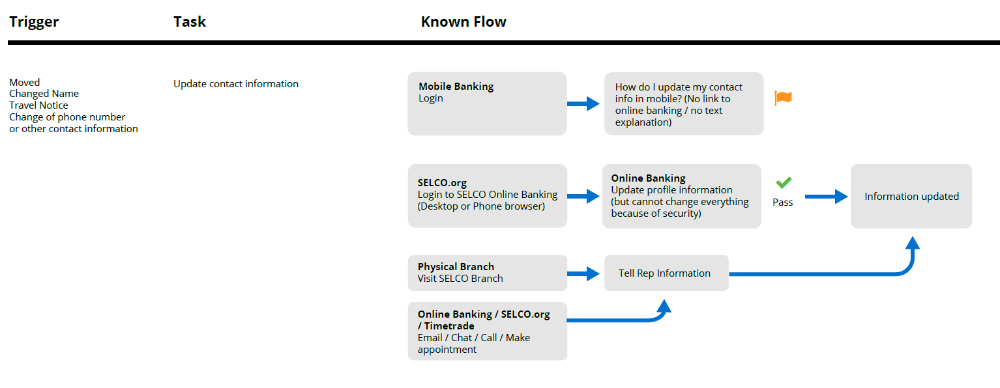 Trigger
Task
Known Flow
Moved
Changed Name
Travel Notice
Change of phone number
or other contact information
Update contact information
Mobile Banking
Login
How do I update my contact
info in mobile? (No link to
online banking / no text
explanation)
SELCO.org
Login to SELCO Online Banking
(Desktop or Phone browser)
Online Banking
Update profile information
(but cannot change everything
because of security)
Pass
Information updated
Physical Branch
Visit SELCO Branch
Tell Rep Information
Online Banking / SELCO.org
/ Timetrade
Email / Chat / Call / Make
appointment